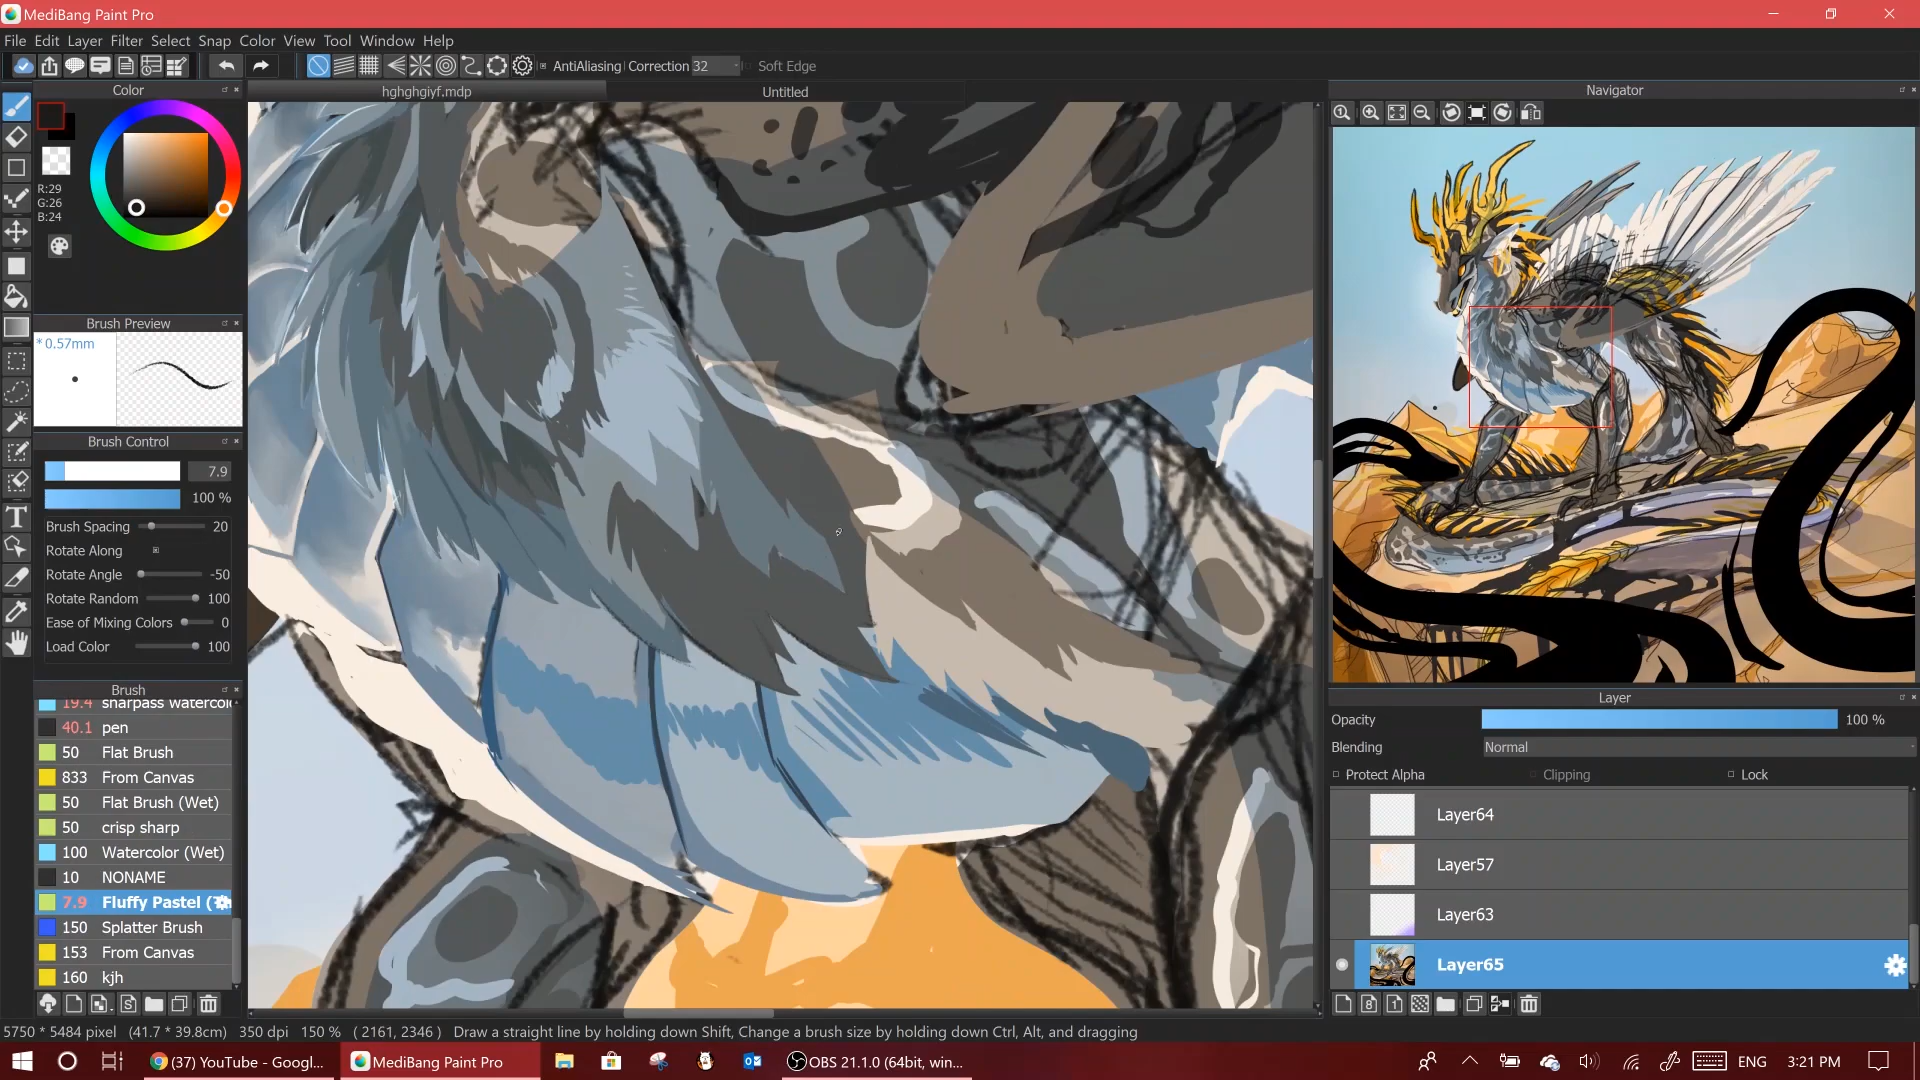 MediBang Paint Pro
File Edit Layer Filter Select Snap Color View Tool Window Help
AntiAliasing Correction 32 Soft Edge
Color
hghghgiyf.mdp
Untitled
Navigator
R:29
G:26
B:24
Brush Preview
* 0.57mm
Brush Control
7.9
100 %
Brush Spacing 20
Rotate Along
Rotate Angle -50
Rotate Random 100
Ease of Mixing Colors 0
Load Color 100
Brush
19.4 sharpass watercol
40.1 pen
50 Flat Brush
833 From Canvas
50 Flat Brush (Wet)
50 crisp sharp
100 Watercolor (Wet)
10 NONAME
7.9 Fluffy Pastel (
150 Splatter Brush
153 From Canvas
160 kjh
Layer
Opacity 100 %
Blending Normal
Protect Alpha Clipping Lock
Layer64
Layer57
Layer63
Layer65
5750 * 5484 pixel (41.7 * 39.8cm) 350 dpi 150 % ( 2161, 2346 ) Draw a straight line by holding down Shift, Change a brush size by holding down Ctrl, Alt, and dragging
(37) YouTube - Googl...
MediBang Paint Pro
OBS 21.1.0 (64bit, win...
ENG
3:21 PM